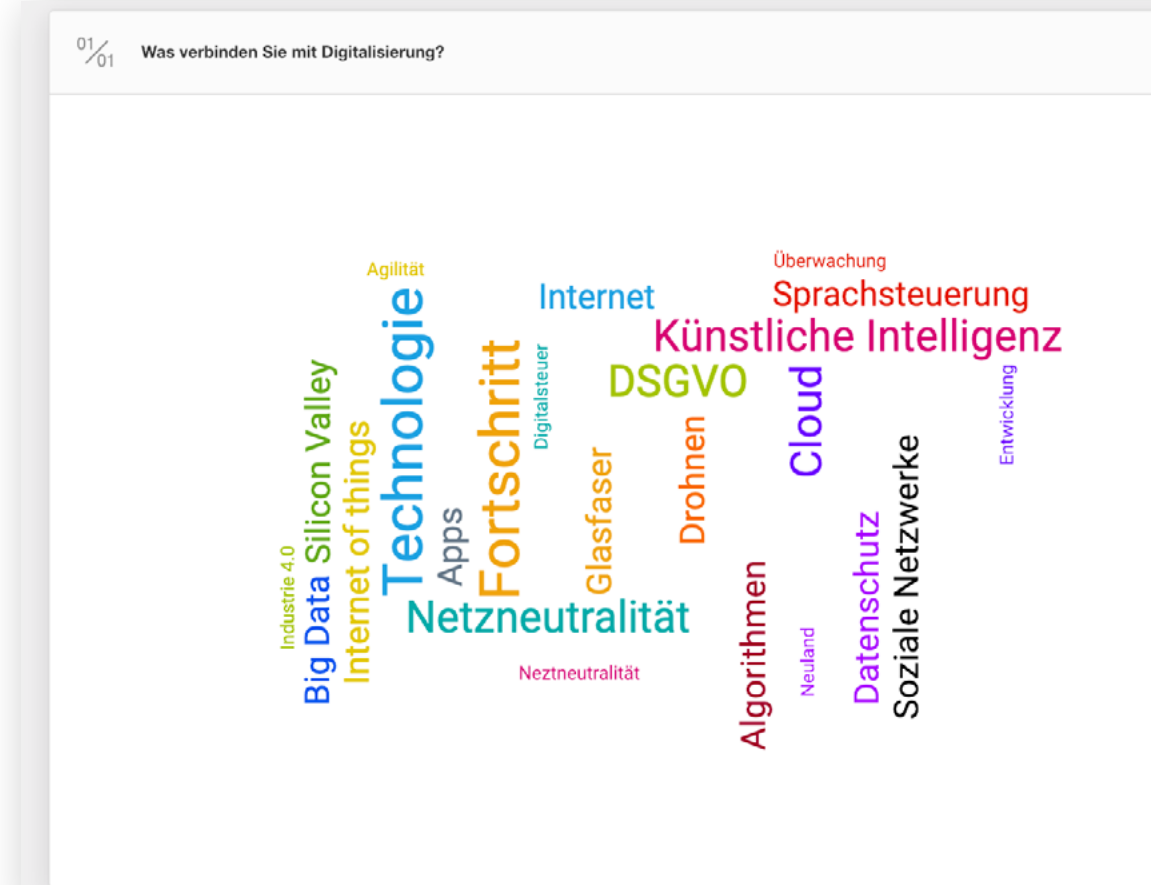 01/01
Was verbinden Sie mit Digitalisierung?
Agilität
Überwachung
Internet
Sprachsteuerung
Künstliche Intelligenz
Technologie
Fortschritt
Digitalsteuer
DSGVO
Cloud
Entwicklung
Silicon Valley
Internet of things
Drohnen
Glasfaser
Soziale Netzwerke
Apps
Datenschutz
Industrie 4.0
Big Data
Algorithmen
Netzneutralität
Neuland
Neztneutralität